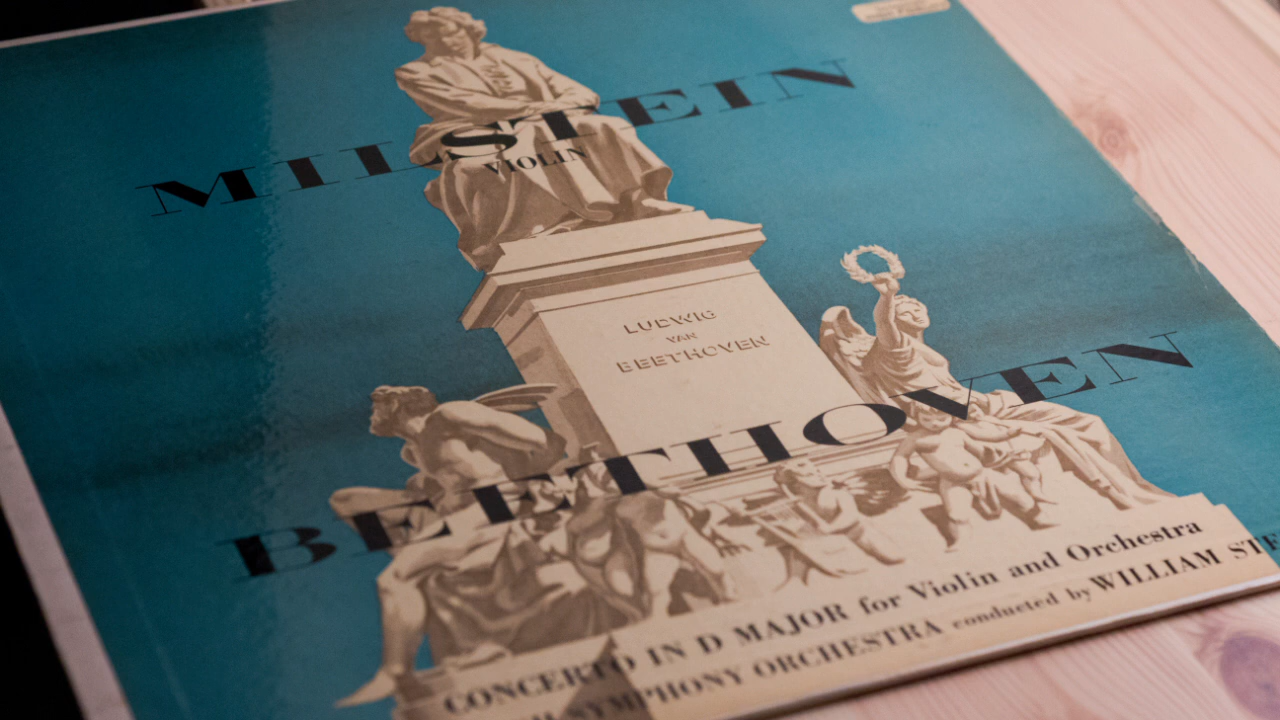 MILSTEIN
VIOLIN
LUDWIG
VAN
BEETHOVEN
BEETHOVEN
CONCERTO IN D MAJOR for Violin and Orchestra
SYMPHONY ORCHESTRA conducted by WILLIAM